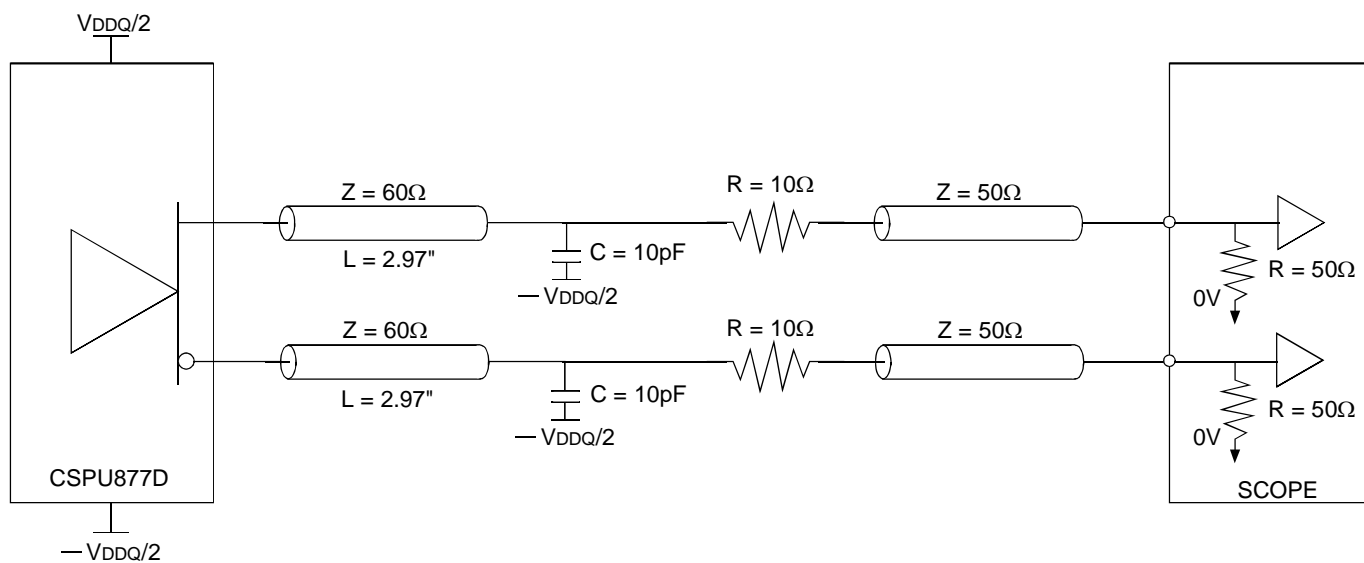 VDDQ/2
Z = 60Ω
R = 10Ω
Z = 50Ω
L = 2.97"
C = 10pF
R = 50Ω
— VDDQ/2
0V
Z = 60Ω
R = 10Ω
Z = 50Ω
L = 2.97"
C = 10pF
R = 50Ω
— VDDQ/2
0V
CSPU877D
SCOPE
— VDDQ/2